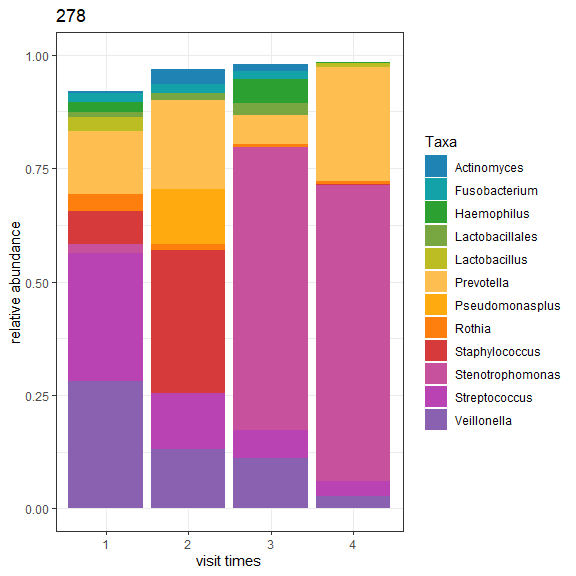 278
relative abundance
1.00
0.75
0.50
0.25
0.00
1 2 3 4
visit times
Taxa
Actinomyces
Fusobacterium
Haemophilus
Lactobacillales
Lactobacillus
Prevotella
Pseudomonasplus
Rothia
Staphylococcus
Stenotrophomonas
Streptococcus
Veillonella